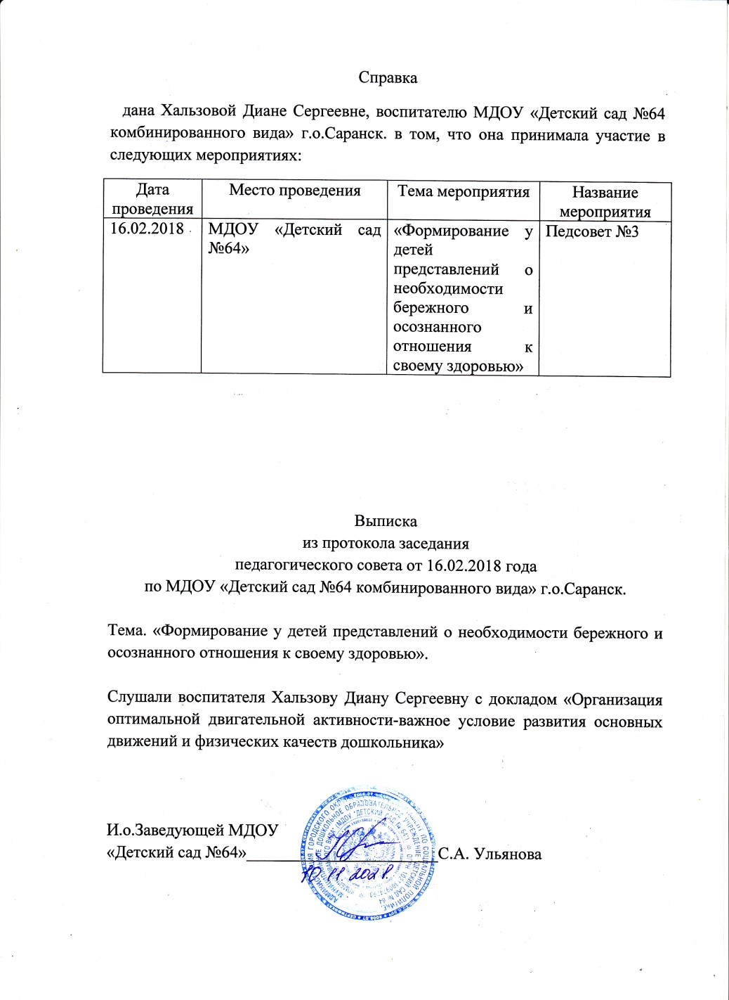 Справка
дана Хальзовой Диане Сергеевне, воспитателю МДОУ «Детский сад №64
комбинированного вида» г.о.Саранск. в том, что она принимала участие в
следующих мероприятиях:
Дата проведения
Место проведения
Тема мероприятия
Название мероприятия
16.02.2018
МДОУ «Детский сад
№64»
«Формирование у
детей
представлений о
необходимости
бережного и
осознанного
отношения к
своему здоровью»
Педсовет №3
Выписка
из протокола заседания
педагогического совета от 16.02.2018 года
по МДОУ «Детский сад №64 комбинированного вида» г.о.Саранск.
Тема. «Формирование у детей представлений о необходимости бережного и
осознанного отношения к своему здоровью».
Слушали воспитателя Хальзову Диану Сергеевну с докладом «Организация
оптимальной двигательной активности-важное условие развития основных
движений и физических качеств дошкольника»
И.о.Заведующей МДОУ
«Детский сад №64»______________________С.А. Ульянова
10.11.2021.